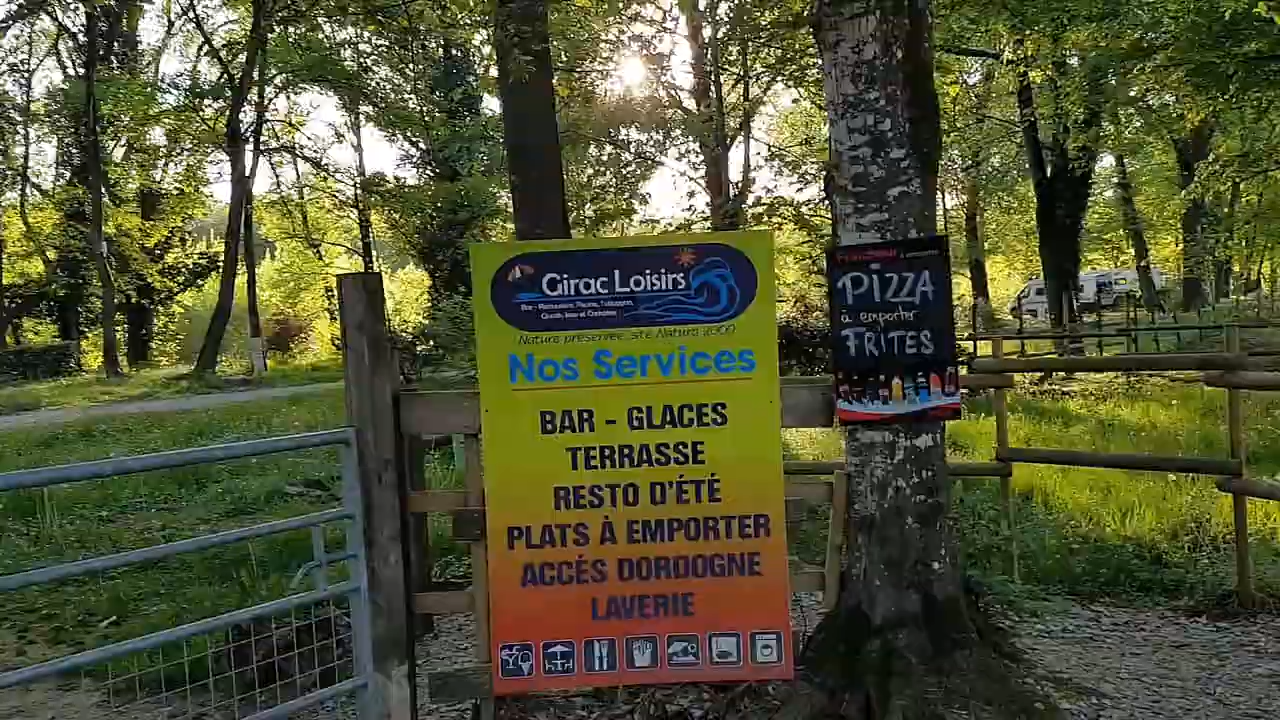 Girac Loisirs
Nature préservée, site Natura 2000
Nos Services
BAR - GLACES
TERRASSE
RESTO D'ÉTÉ
PLATS À EMPORTER
ACCÈS DORDOGNE
LAVERIE
PIZZA
à emporter
FRITES